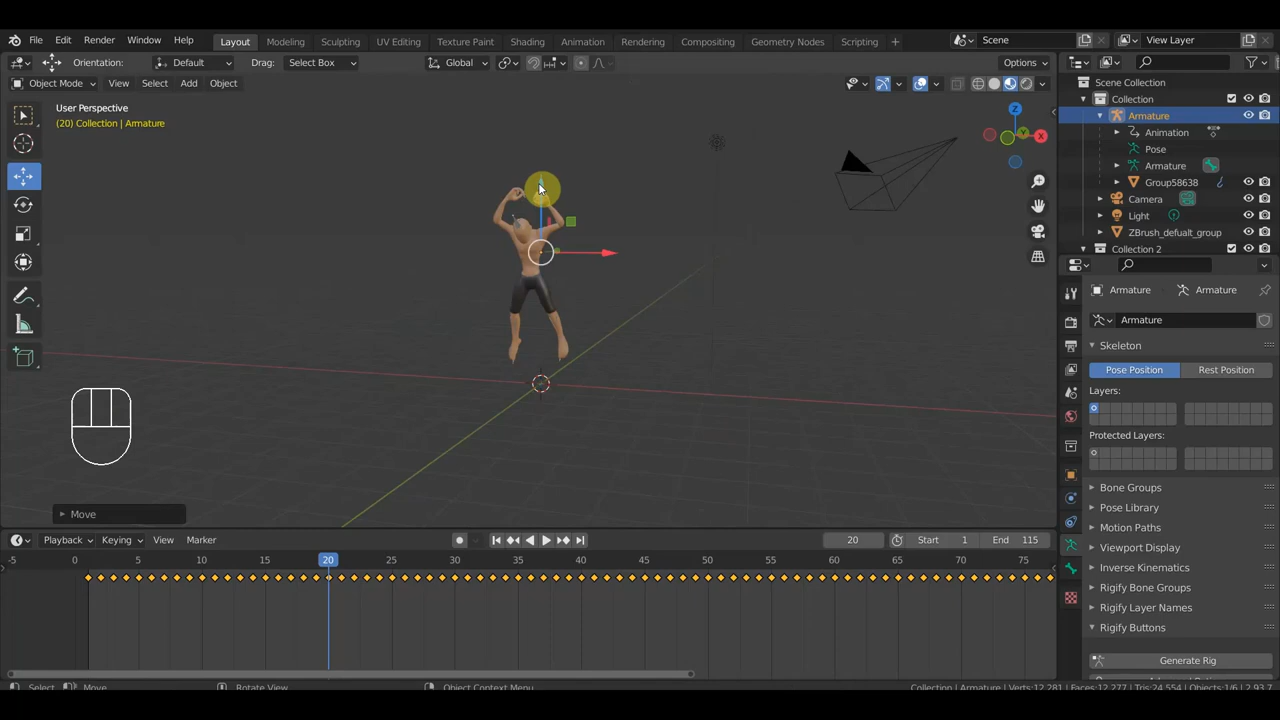 File Edit Render Window Help Layout Modeling Sculpting UV Editing Texture Paint Shading Animation Rendering Compositing Geometry Nodes Scripting + Scene View Layer
Orientation: Default Drag: Select Box Global Options
Object Mode View Select Add Object
User Perspective
(20) Collection | Armature
Z
Y
X
Move
Scene Collection
Collection
Armature
Animation
Pose
Armature
Group58638
Camera
Light
ZBrush_defualt_group
Collection 2
Armature Armature
Armature
Skeleton
Pose Position Rest Position
Layers:
Protected Layers:
Bone Groups
Pose Library
Motion Paths
Viewport Display
Inverse Kinematics
Rigify Bone Groups
Rigify Layer Names
Rigify Buttons
Generate Rig
Playback Keying View Marker 20 Start 1 End 115
-5 0 5 10 15 20 25 30 35 40 45 50 55 60 65 70 75
Select Move Rotate View Object Context Menu Collection | Armature | Verts:12,281 | Faces:12,277 | Tris:24,554 | Objects:1/6 | 2.93.7